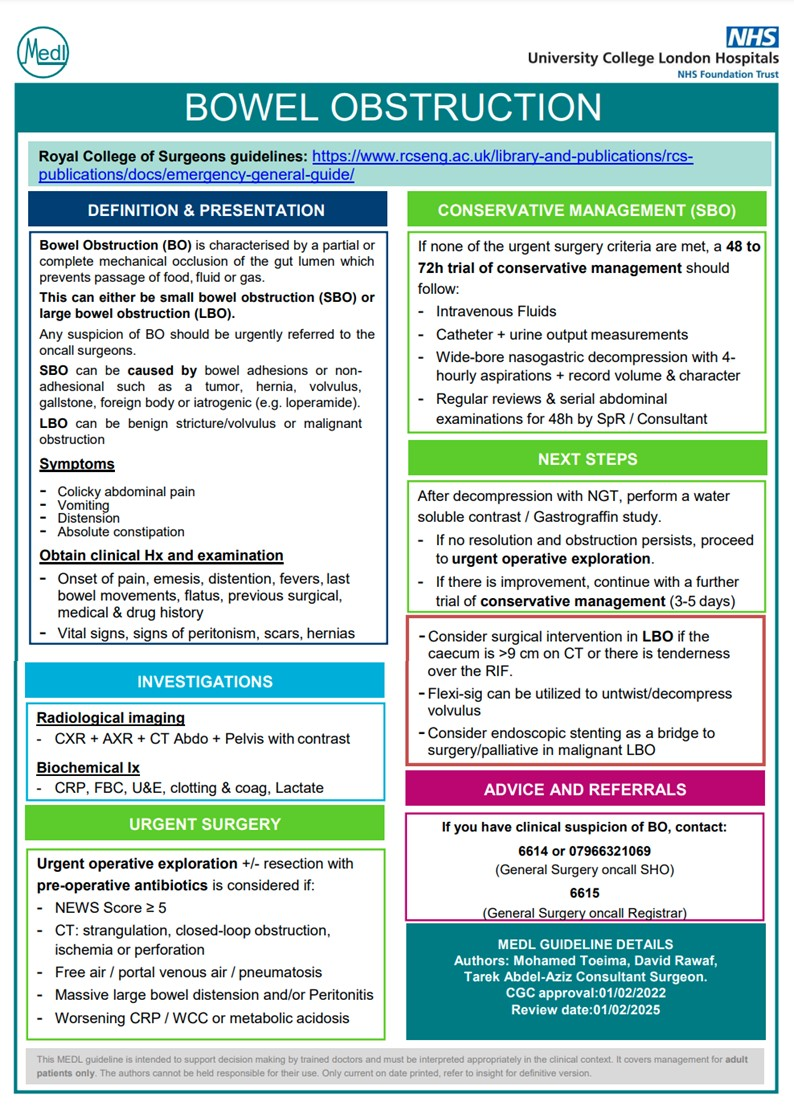 Medl
NHS
University College London Hospitals
NHS Foundation Trust
BOWEL OBSTRUCTION
Royal College of Surgeons guidelines: https://www.rcseng.ac.uk/library-and-publications/rcs-
publications/docs/emergency-general-guide/
DEFINITION & PRESENTATION
Bowel Obstruction (BO) is characterised by a partial or
complete mechanical occlusion of the gut lumen which
prevents passage of food, fluid or gas.
This can either be small bowel obstruction (SBO) or
large bowel obstruction (LBO).
Any suspicion of BO should be urgently referred to the
oncall surgeons.
SBO can be caused by bowel adhesions or non-
adhesional such as a tumor, hernia, volvulus,
gallstone, foreign body or iatrogenic (e.g. loperamide).
LBO can be benign stricture/volvulus or malignant
obstruction
Symptoms
- Colicky abdominal pain
- Vomiting
- Distension
- Absolute constipation
Obtain clinical Hx and examination
- Onset of pain, emesis, distention, fevers, last
bowel movements, flatus, previous surgical,
medical & drug history
- Vital signs, signs of peritonism, scars, hernias
INVESTIGATIONS
Radiological imaging
- CXR + AXR + CT Abdo + Pelvis with contrast
Biochemical Ix
- CRP, FBC, U&E, clotting & coag, Lactate
URGENT SURGERY
Urgent operative exploration +/- resection with
pre-operative antibiotics is considered if:
- NEWS Score ≥ 5
- CT: strangulation, closed-loop obstruction,
ischemia or perforation
- Free air / portal venous air / pneumatosis
- Massive large bowel distension and/or Peritonitis
- Worsening CRP / WCC or metabolic acidosis
CONSERVATIVE MANAGEMENT (SBO)
If none of the urgent surgery criteria are met, a 48 to
72h trial of conservative management should
follow:
- Intravenous Fluids
- Catheter + urine output measurements
- Wide-bore nasogastric decompression with 4-
hourly aspirations + record volume & character
- Regular reviews & serial abdominal
examinations for 48h by SpR / Consultant
NEXT STEPS
After decompression with NGT, perform a water
soluble contrast / Gastrograffin study.
- If no resolution and obstruction persists, proceed
to urgent operative exploration.
- If there is improvement, continue with a further
trial of conservative management (3-5 days)
- Consider surgical intervention in LBO if the
caecum is >9 cm on CT or there is tenderness
over the RIF.
- Flexi-sig can be utilized to untwist/decompress
volvulus
- Consider endoscopic stenting as a bridge to
surgery/palliative in malignant LBO
ADVICE AND REFERRALS
If you have clinical suspicion of BO, contact:
6614 or 07966321069
(General Surgery oncall SHO)
6615
(General Surgery oncall Registrar)
MEDL GUIDELINE DETAILS
Authors: Mohamed Toeima, David Rawaf,
Tarek Abdel-Aziz Consultant Surgeon.
CGC approval:01/02/2022
Review date:01/02/2025
This MEDL guideline is intended to support decision making by trained doctors and must be interpreted appropriately in the clinical context. It covers management for adult
patients only. The authors cannot be held responsible for their use. Only current on date printed, refer to insight for definitive version.